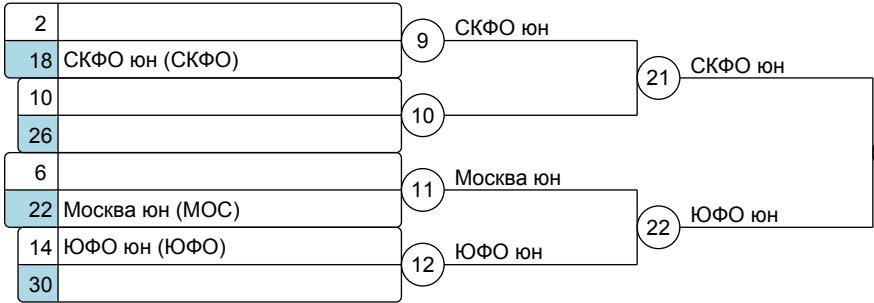 2
9
СКФО юн
18 СКФО юн (СКФО)
21
СКФО юн
10
10
26
6
11
Москва юн
22 Москва юн (МОС)
22
ЮФО юн
14 ЮФО юн (ЮФО)
12
ЮФО юн
30